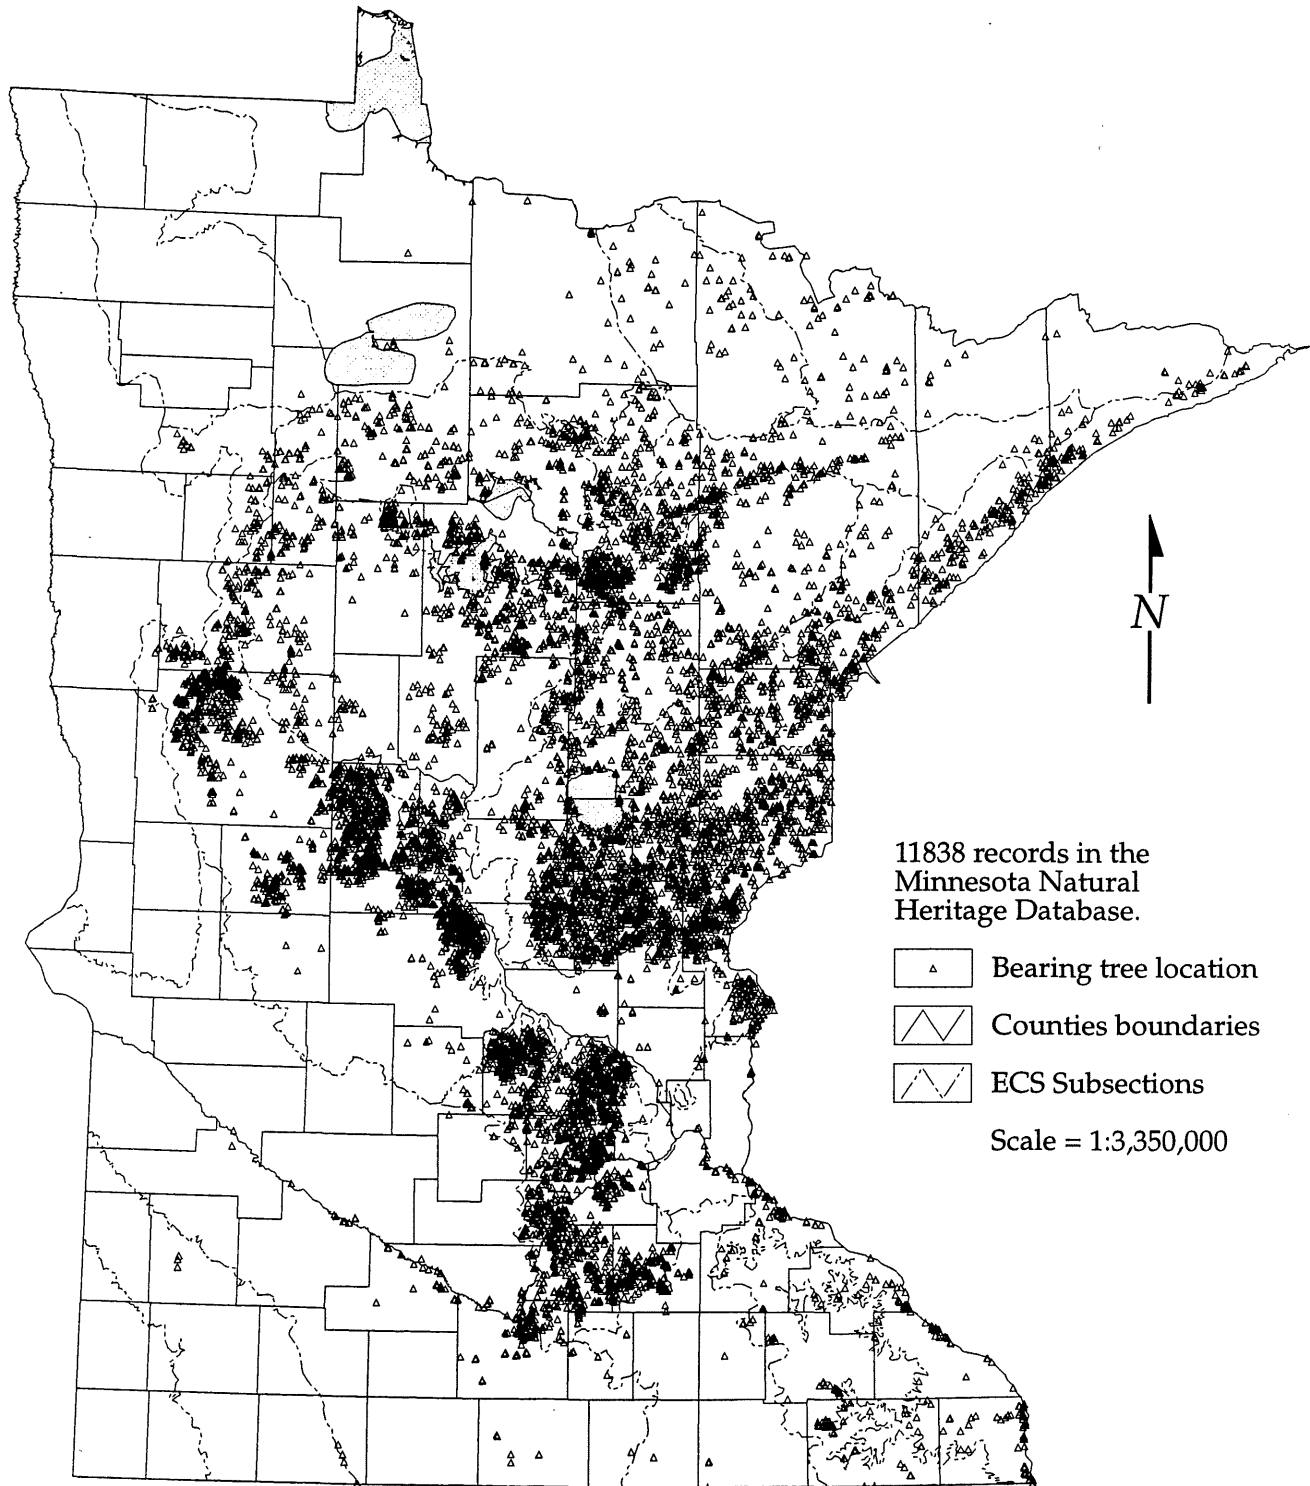 N
11838 records in the
Minnesota Natural
Heritage Database.
Bearing tree location
Counties boundaries
ECS Subsections
Scale = 1:3,350,000